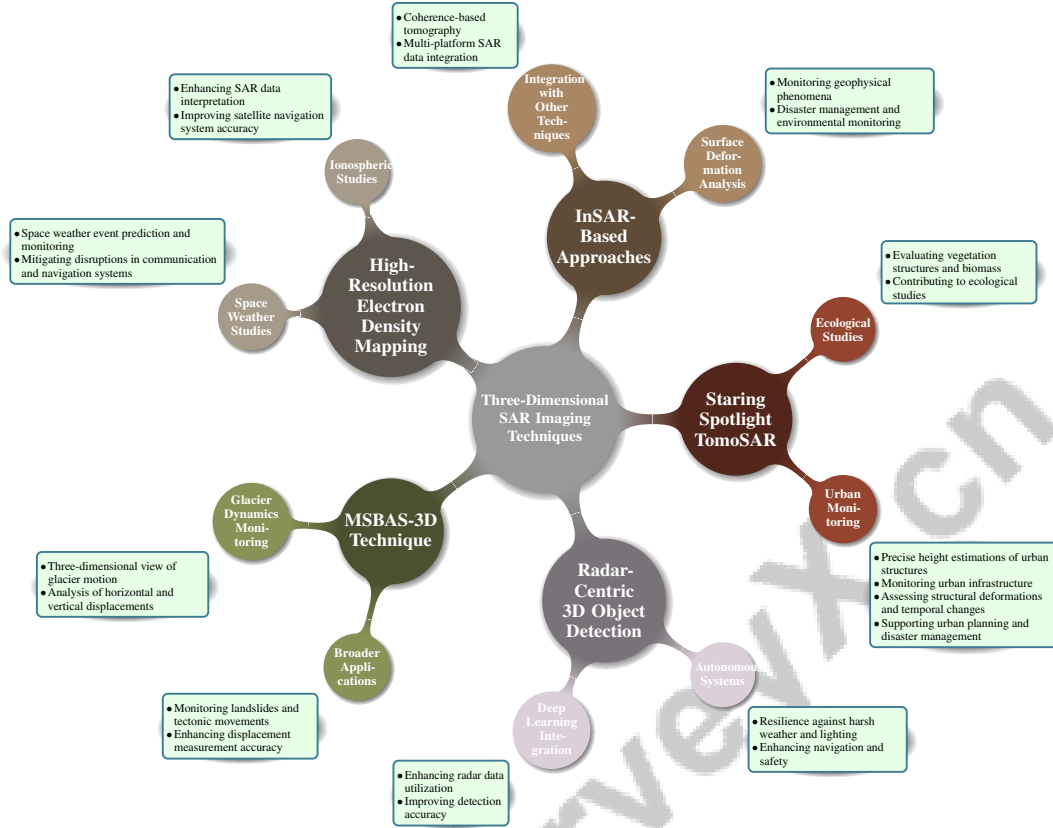 Three-Dimensional
SAR Imaging
Techniques
InSAR-
Based
Approaches
Integration
with
Other
Tech-
niques
● Coherence-based
tomography
● Multi-platform SAR
data integration
Surface
Defor-
mation
Analysis
● Monitoring geophysical
phenomena
● Disaster management and
environmental monitoring
Staring
Spotlight
TomoSAR
Ecological
Studies
● Evaluating vegetation
structures and biomass
● Contributing to ecological
studies
Urban
Moni-
toring
● Precise height estimations of urban
structures
● Monitoring urban infrastructure
● Assessing structural deformations
and temporal changes
● Supporting urban planning and
disaster management
Radar-
Centric
3D Object
Detection
Autonomous
Systems
● Resilience against harsh
weather and lighting
● Enhancing navigation and
safety
Deep
Learning
Inte-
gration
● Enhancing radar data
utilization
● Improving detection
accuracy
MSBAS-3D
Technique
Broader
Appli-
cations
● Monitoring landslides and
tectonic movements
● Enhancing displacement
measurement accuracy
Glacier
Dynamics
Moni-
toring
● Three-dimensional view of
glacier motion
● Analysis of horizontal and
vertical displacements
High-
Resolution
Electron
Density
Mapping
Space
Weather
Studies
● Space weather event prediction and
monitoring
● Mitigating disruptions in communication
and navigation systems
Ionospheric
Studies
● Enhancing SAR data
interpretation
● Improving satellite navigation
system accuracy
rveyx.cn